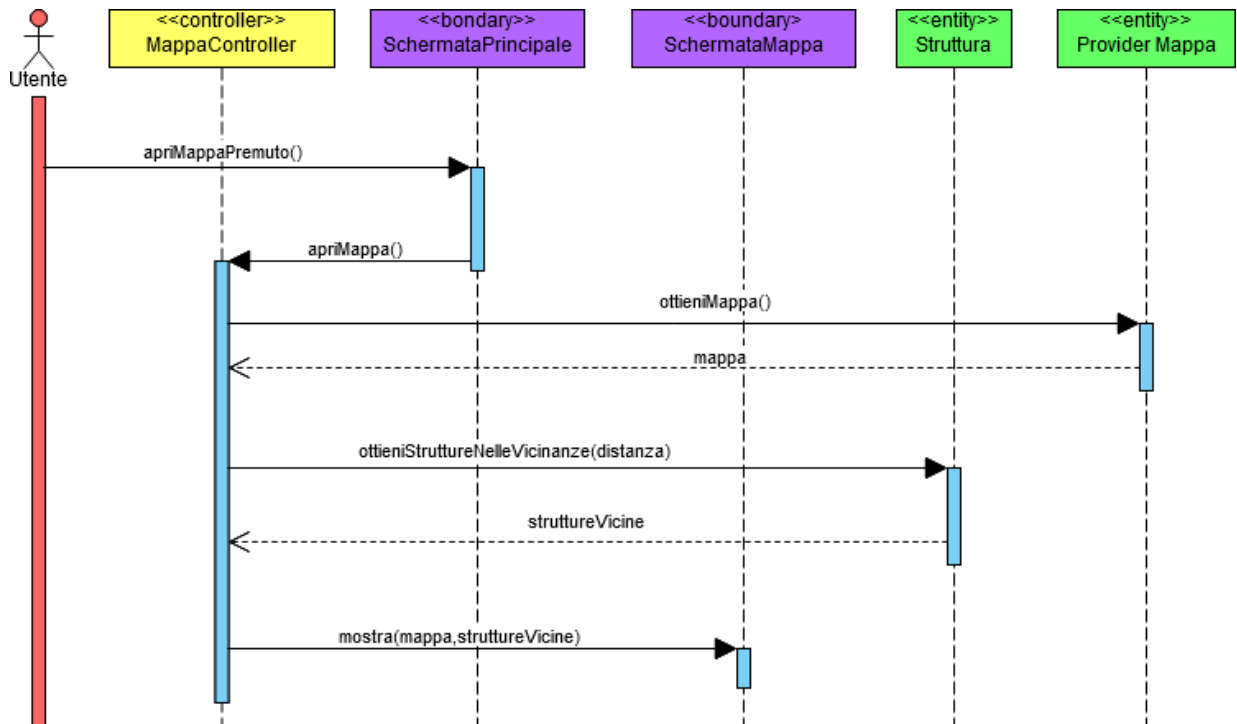 <<controller>>
MappaController
<<bondary>>
SchermataPrincipale
<<boundary>
SchermataMappa
<<entity>>
Struttura
<<entity>>
Provider Mappa
Utente
apriMappaPremuto()
apriMappa()
ottieniMappa()
mappa
ottieniStruttureNelleVicinanze(distanza)
struttureVicine
mostra(mappa,struttureVicine)